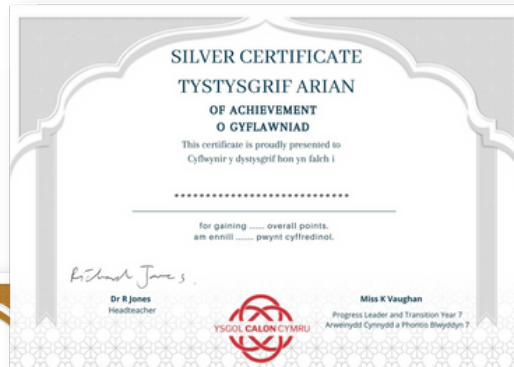 SILVER CERTIFICATE
TYSTYSGRIF ARIAN
OF ACHIEVEMENT
O GYFLAWNIAD
This certificate is proudly presented to
Cyflwynir y dystysgrif hon yn falch i
****************************
for gaining ...... overall points.
am ennill ....... pwynt cyffredinol.
Richard Jones
Dr R Jones
Headteacher
YSGOL CALON CYMRU
Miss K Vaughan
Progress Leader and Transition Year 7
Arweinydd Cynnydd a Phontio Blwyddyn 7